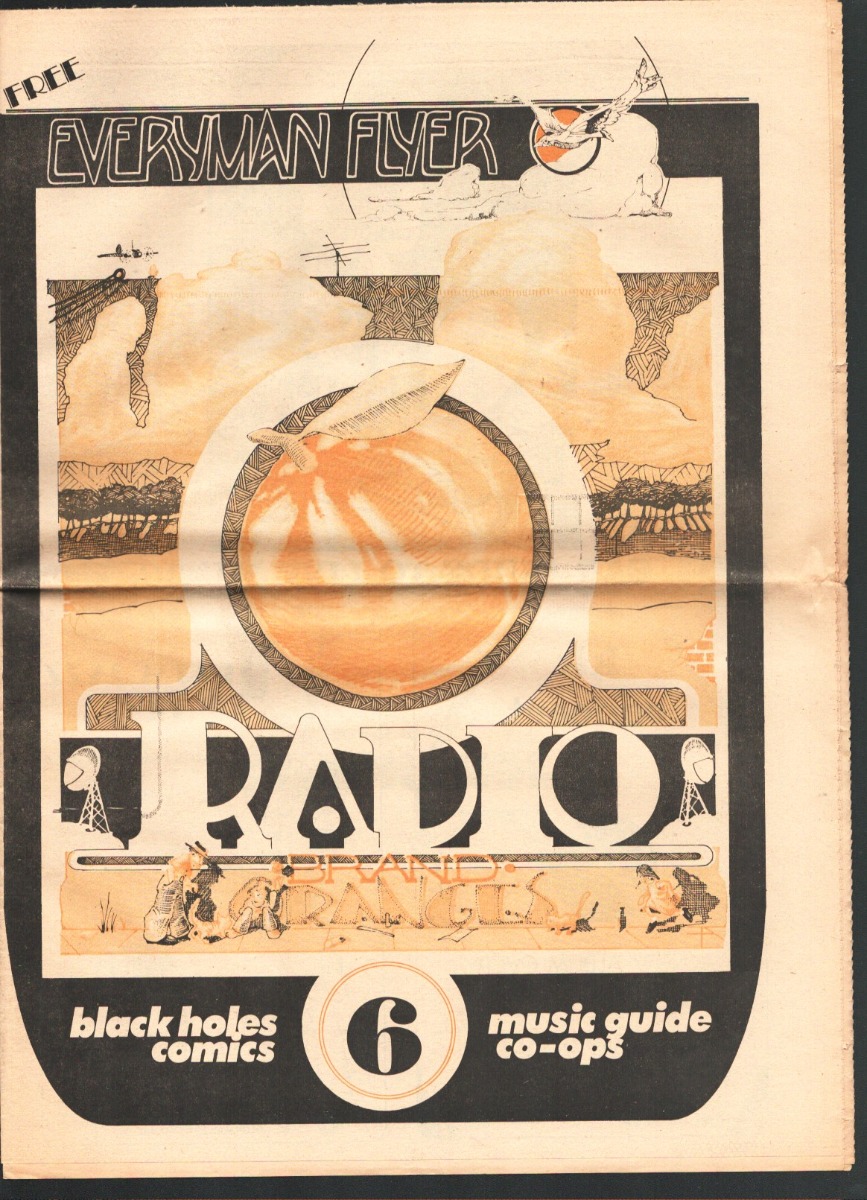 FREE
EVERYMAN FLYER
RADIO
·BRAND·
ORANGES
black holes
comics
6
music guide
co-ops